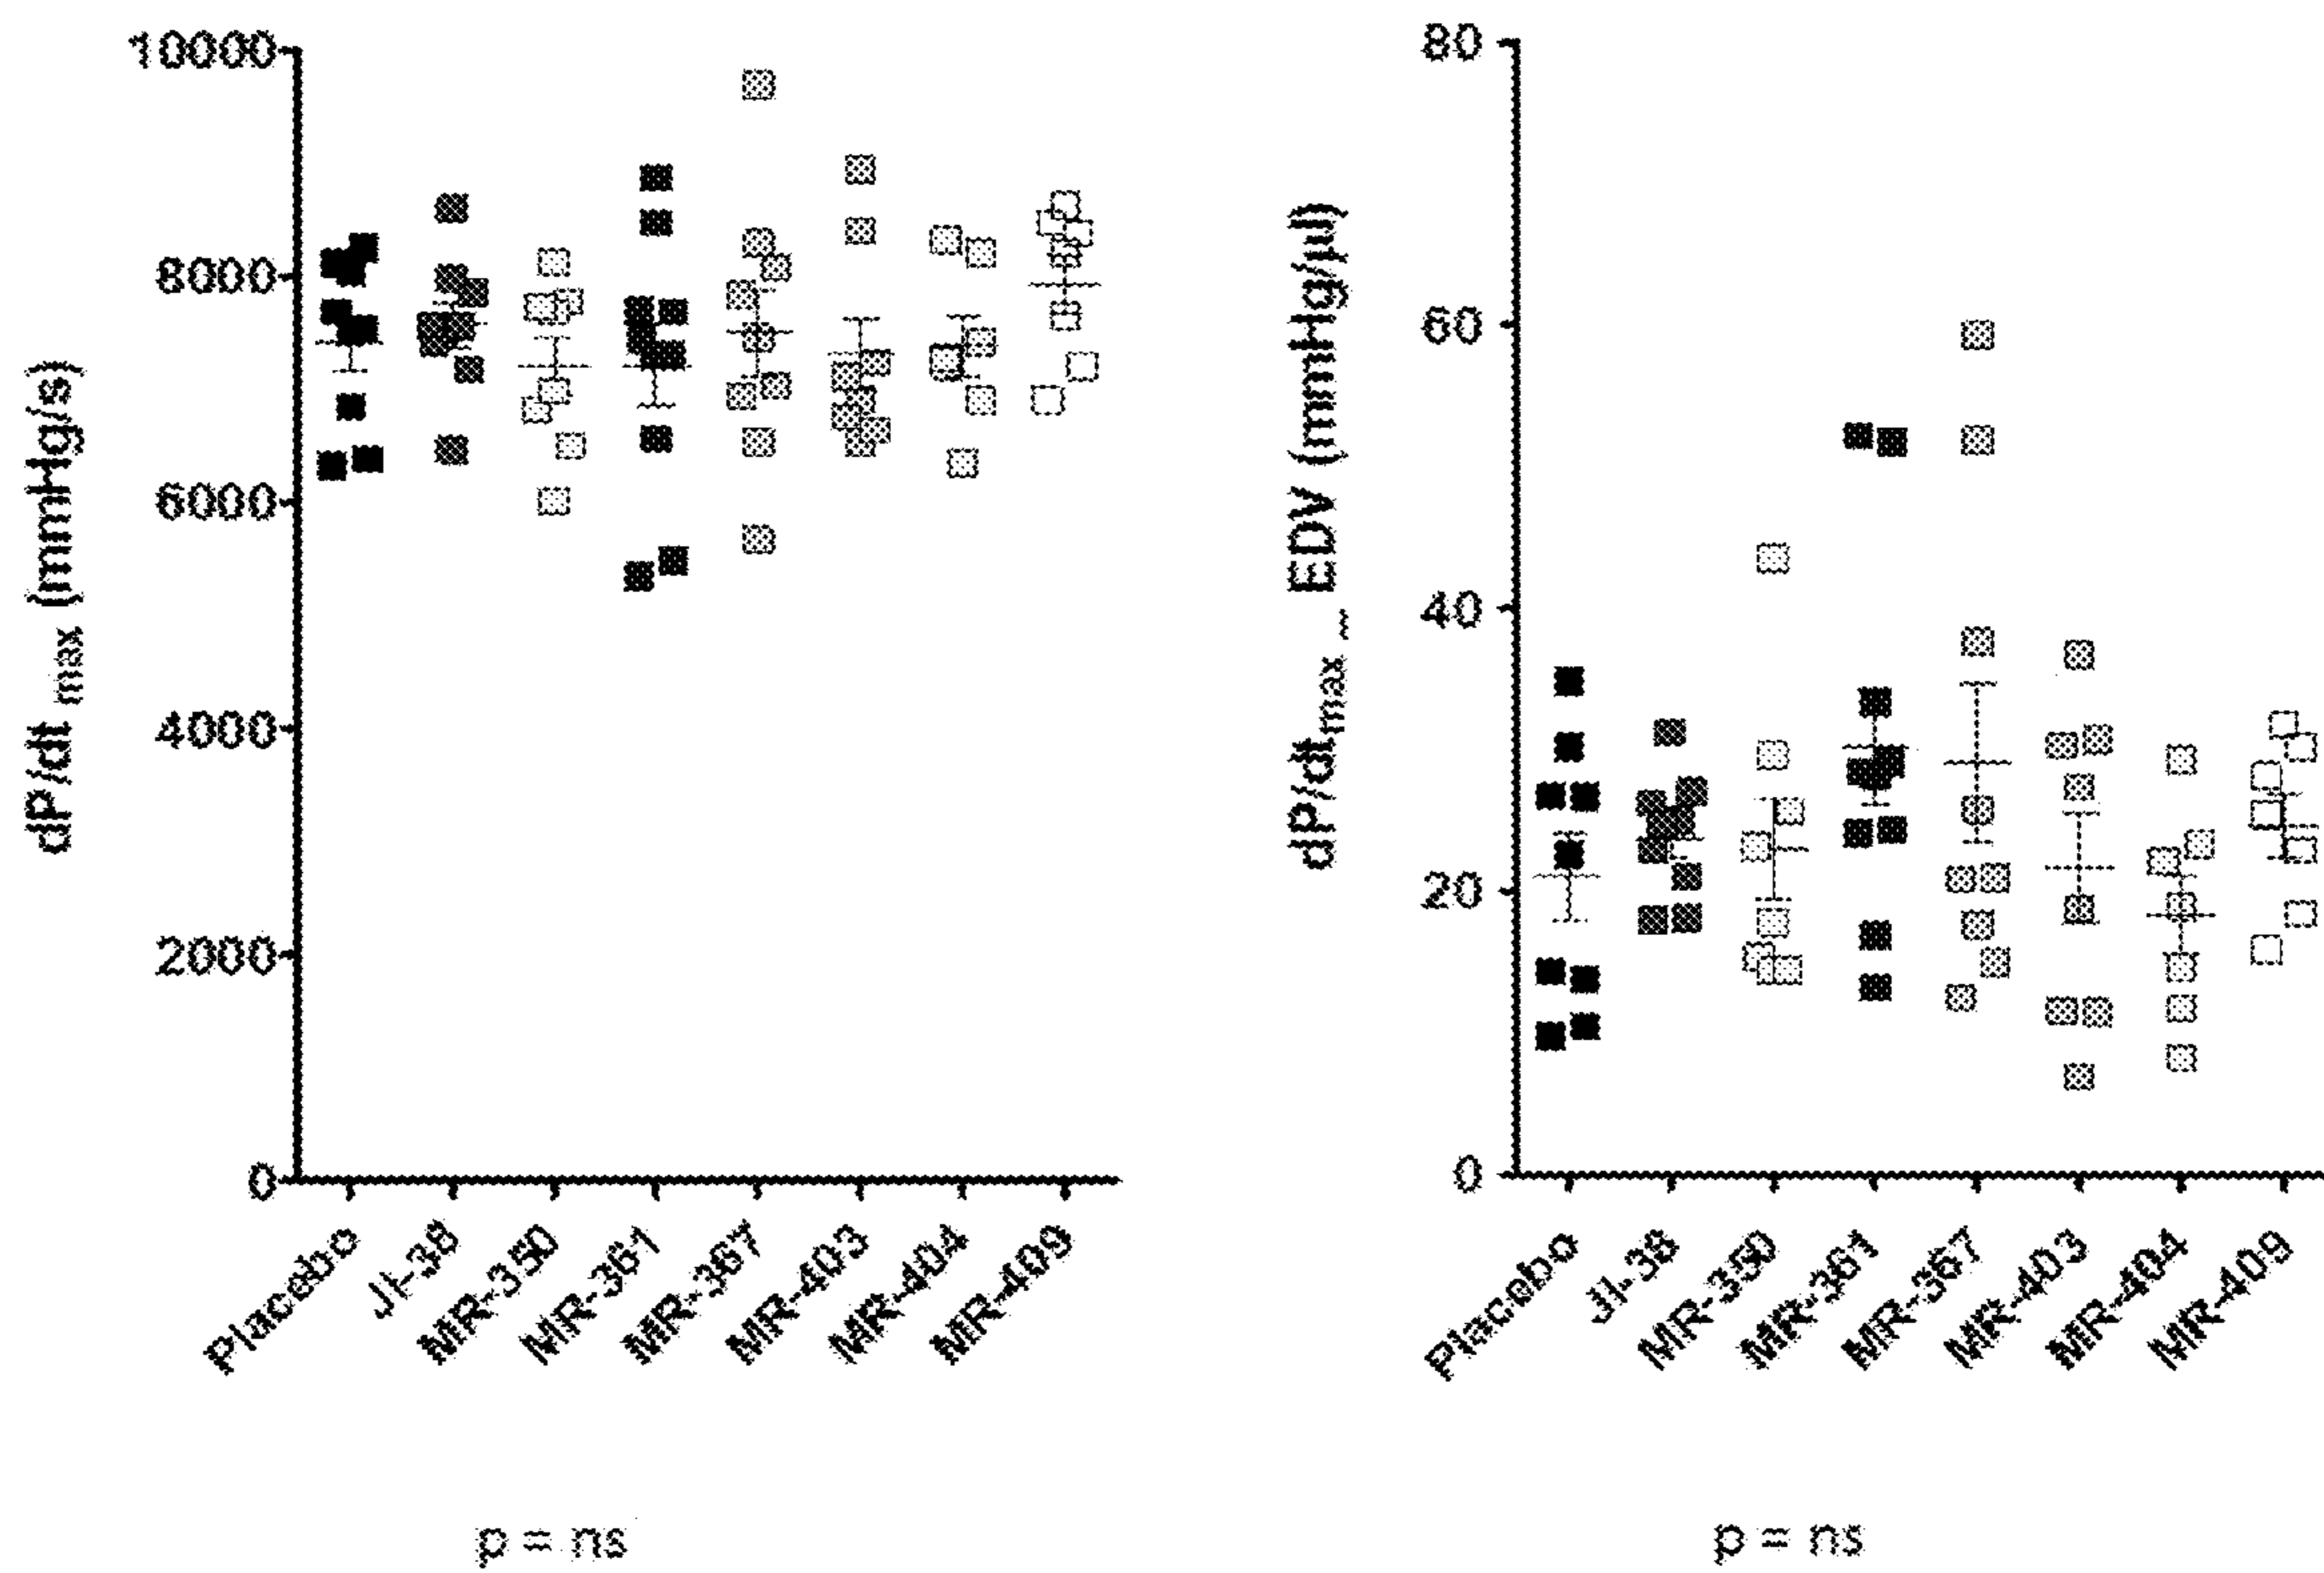 dP/dt max (mmHg/s)
10000
8000
6000
4000
2000
0
Placebo
JI-38
MR-350
MR-361
MR-367
MR-403
MR-404
MR-409
p = ns
dP/dtmax_ EDV (mmHg/µl)
80
60
40
20
0
Placebo
JI-38
MR-350
MR-361
MR-367
MR-403
MR-404
MR-409
p = ns